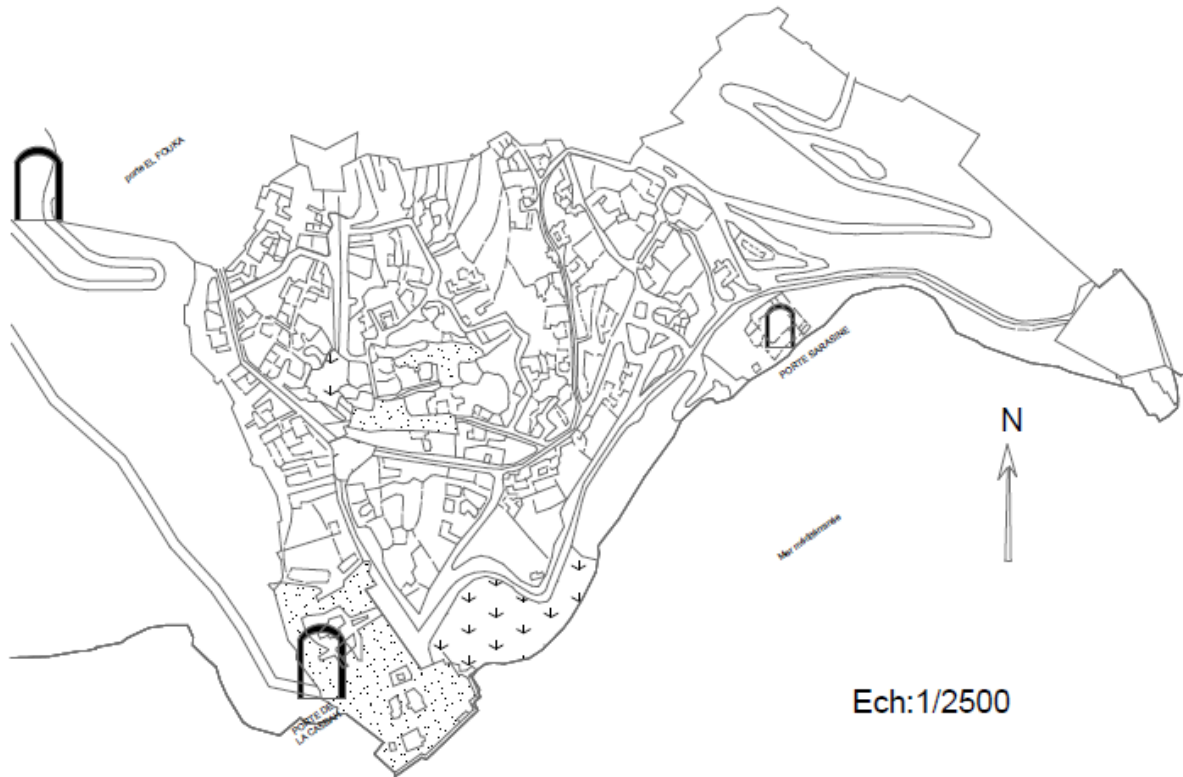 porte EL FOUKA
PORTE SARASINE
N
Mer méditerranée
PORTE DE
LA CASBAH
Ech:1/2500